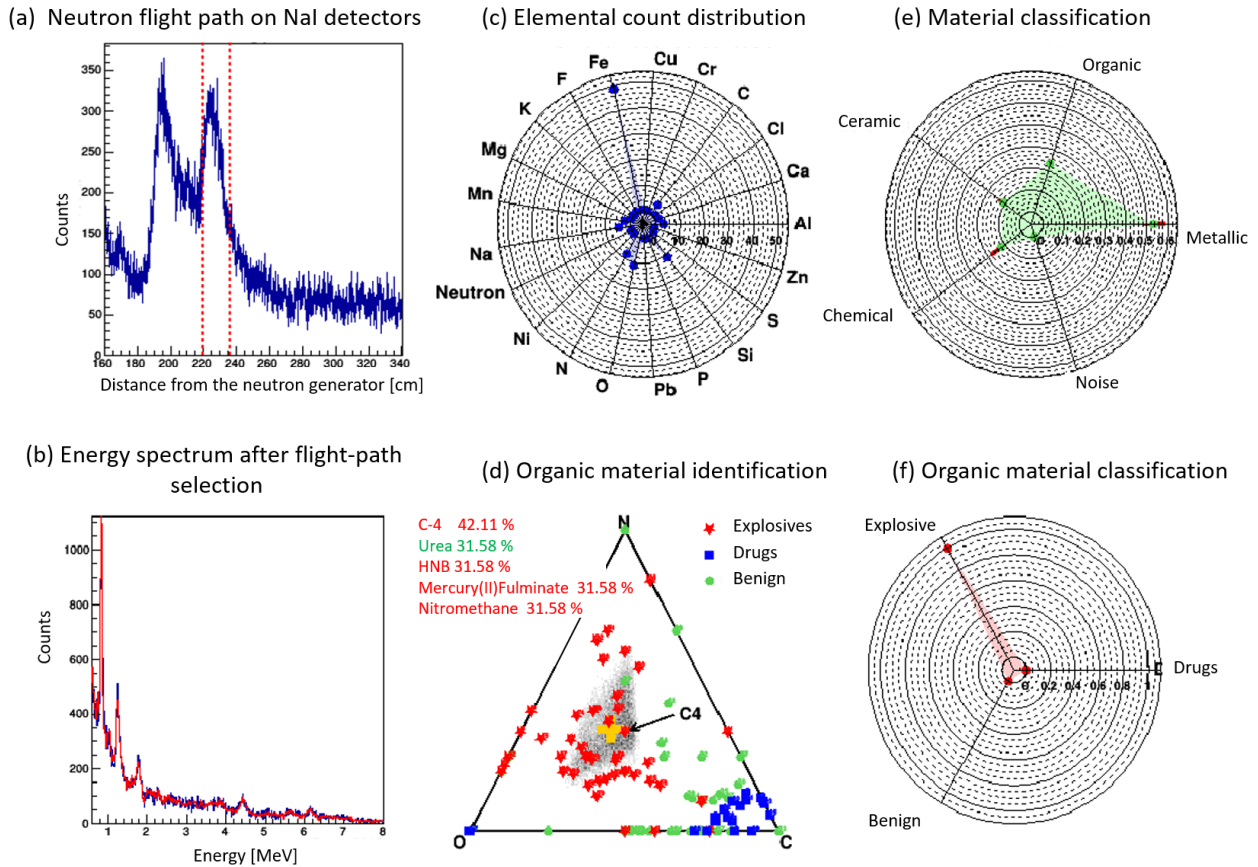 (a) Neutron flight path on NaI detectors
Counts
350
300
250
200
150
100
50
0
160 180 200 220 240 260 280 300 320 340
Distance from the neutron generator [cm]
(c) Elemental count distribution
Cu
Cr
C
Cl
Ca
Al
Zn
S
Si
P
Pb
O
N
Ni
Neutron
Na
Mn
Mg
K
F
Fe
10 20 30 40 50
(e) Material classification
Organic
Ceramic
Metallic
Chemical
Noise
0 0.1 0.2 0.3 0.4 0.5 0.6
(b) Energy spectrum after flight-path
selection
Counts
1000
800
600
400
200
0
1 2 3 4 5 6 7 8
Energy [MeV]
(d) Organic material identification
C-4 42.11 %
Urea 31.58 %
HNB 31.58 %
Mercury(II)Fulminate 31.58 %
Nitromethane 31.58 %
N
Explosives
Drugs
Benign
C4
O
C
(f) Organic material classification
Explosive
Drugs
Benign
0 0.2 0.4 0.6 0.8 1